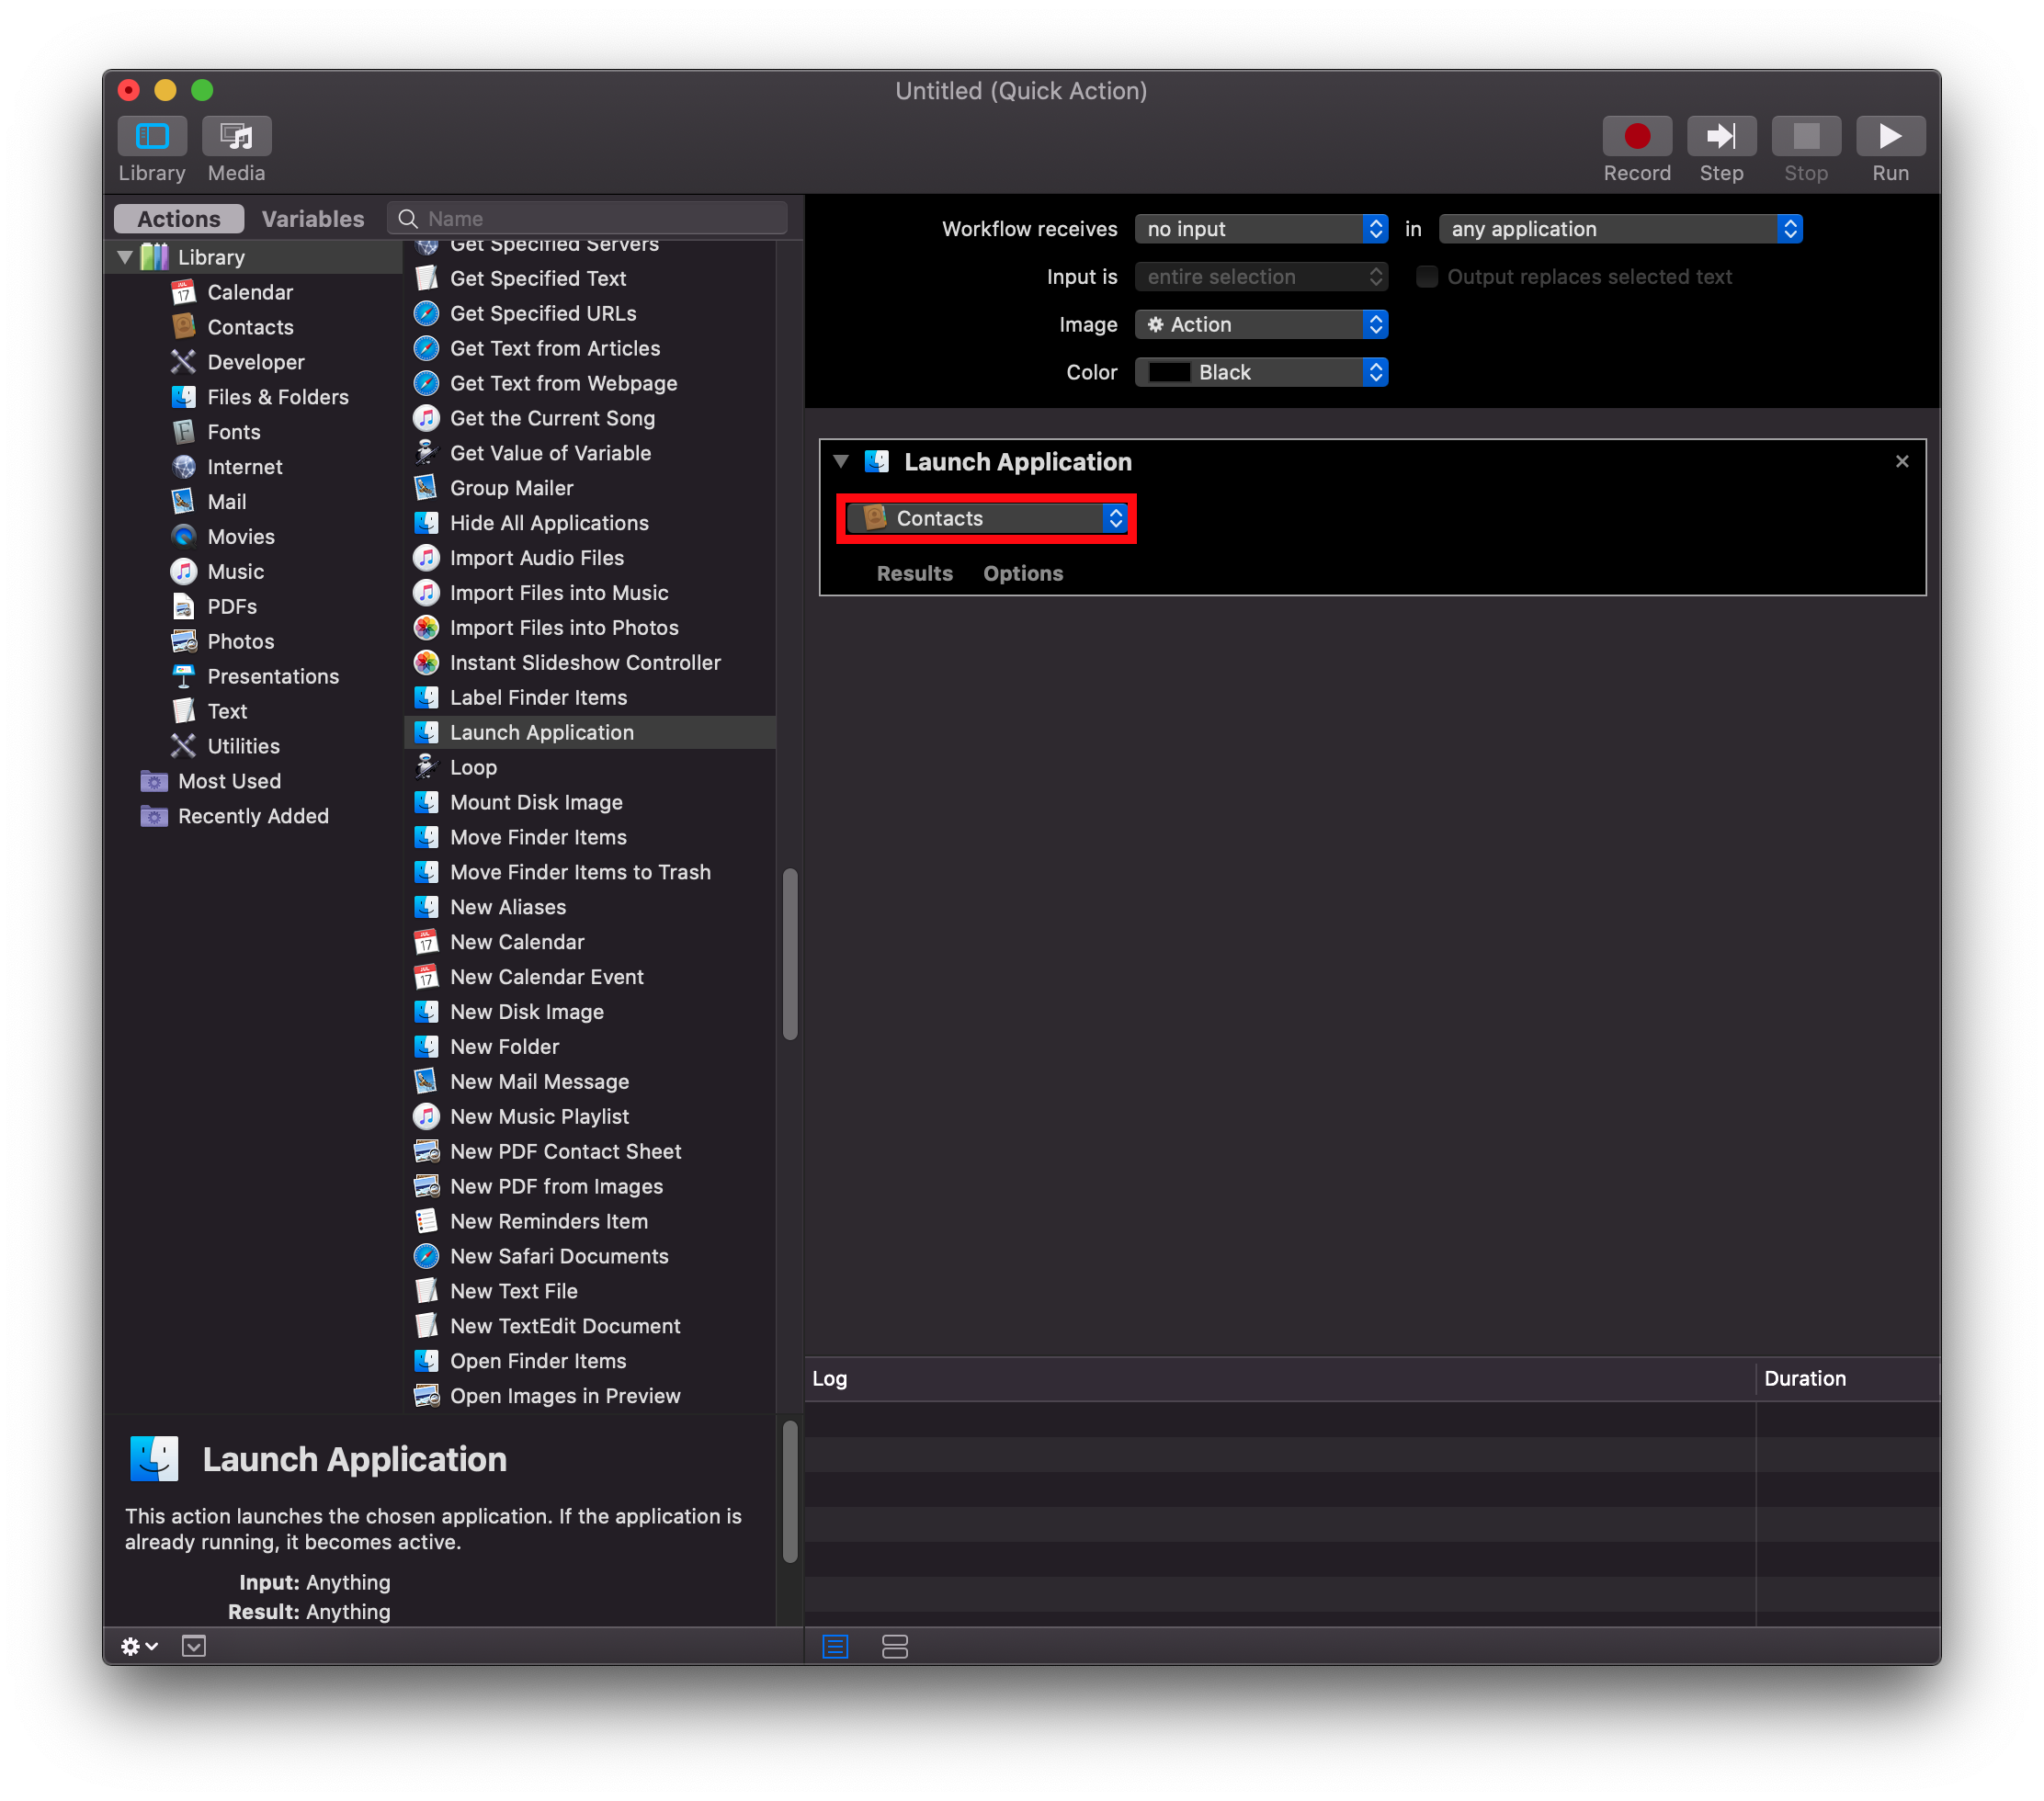 Untitled (Quick Action)
Library
Media
Record
Step
Stop
Run
Actions
Variables
Name
Library
Calendar
Contacts
Developer
Files & Folders
Fonts
Internet
Mail
Movies
Music
PDFs
Photos
Presentations
Text
Utilities
Most Used
Recently Added
Get Specified Servers
Get Specified Text
Get Specified URLs
Get Text from Articles
Get Text from Webpage
Get the Current Song
Get Value of Variable
Group Mailer
Hide All Applications
Import Audio Files
Import Files into Music
Import Files into Photos
Instant Slideshow Controller
Label Finder Items
Launch Application
Loop
Mount Disk Image
Move Finder Items
Move Finder Items to Trash
New Aliases
New Calendar
New Calendar Event
New Disk Image
New Folder
New Mail Message
New Music Playlist
New PDF Contact Sheet
New PDF from Images
New Reminders Item
New Safari Documents
New Text File
New TextEdit Document
Open Finder Items
Open Images in Preview
Launch Application
This action launches the chosen application. If the application is
already running, it becomes active.
Input: Anything
Result: Anything
Workflow receives no input in any application
Input is entire selection Output replaces selected text
Image Action
Color Black
Launch Application
Contacts
Results Options
Log Duration